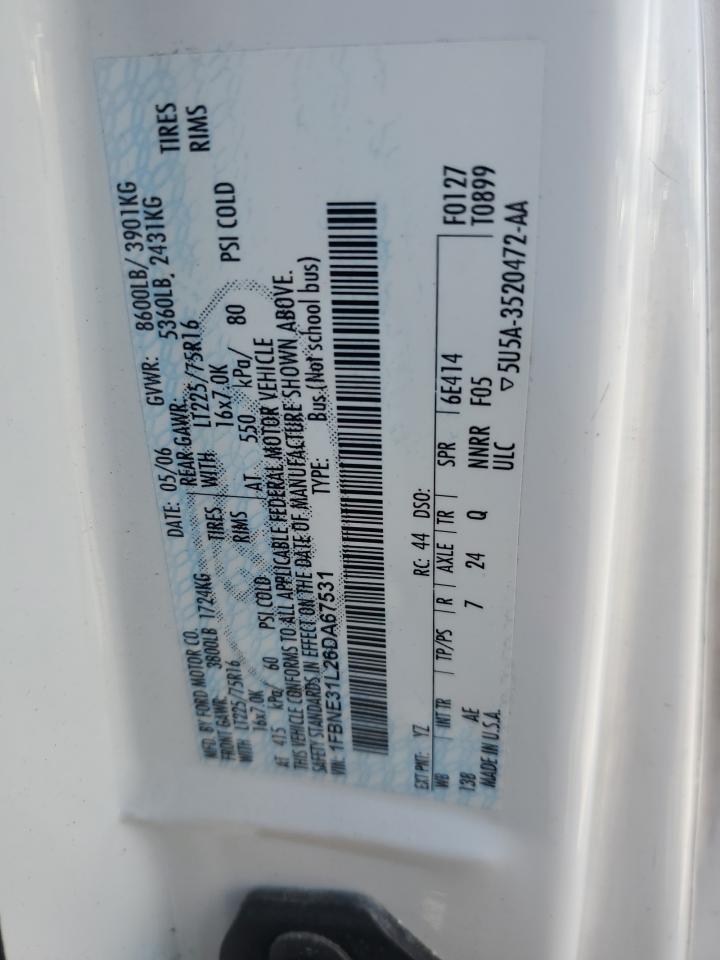 MFD. BY FORD MOTOR CO. DATE: 05/06 GVWR: 8600LB/ 3901KG
FRONT GAWR: 3800LB 1724KG REAR GAWR: 5360LB, 2431KG
WITH LT225/75R16 TIRES WITH LT225/75R16 TIRES
16x7.0K RIMS 16x7.0K RIMS
AT 415 kPa/ 60 PSI COLD AT 550 kPa/ 80 PSI COLD
THIS VEHICLE CONFORMS TO ALL APPLICABLE FEDERAL MOTOR VEHICLE
SAFETY STANDARDS IN EFFECT ON THE DATE OF MANUFACTURE SHOWN ABOVE.
VIN: 1FBNE31L26DA67531 TYPE: Bus (Not school bus)
F0127
EXT PNT: YZ RC: 44 DSO: T0899
WB INT TR TP/PS R AXLE TR SPR 6E414
138 AE 7 24 Q NNRR F05
MADE IN U.S.A. ULC ▽5U5A-3520472-AA